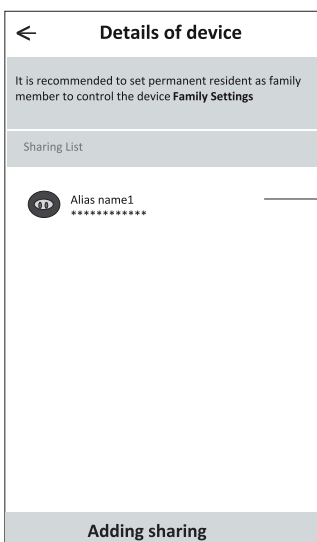 Details of device
It is recommended to set permanent resident as family
member to control the device Family Settings
Sharing List
Alias name1
************
Adding sharing